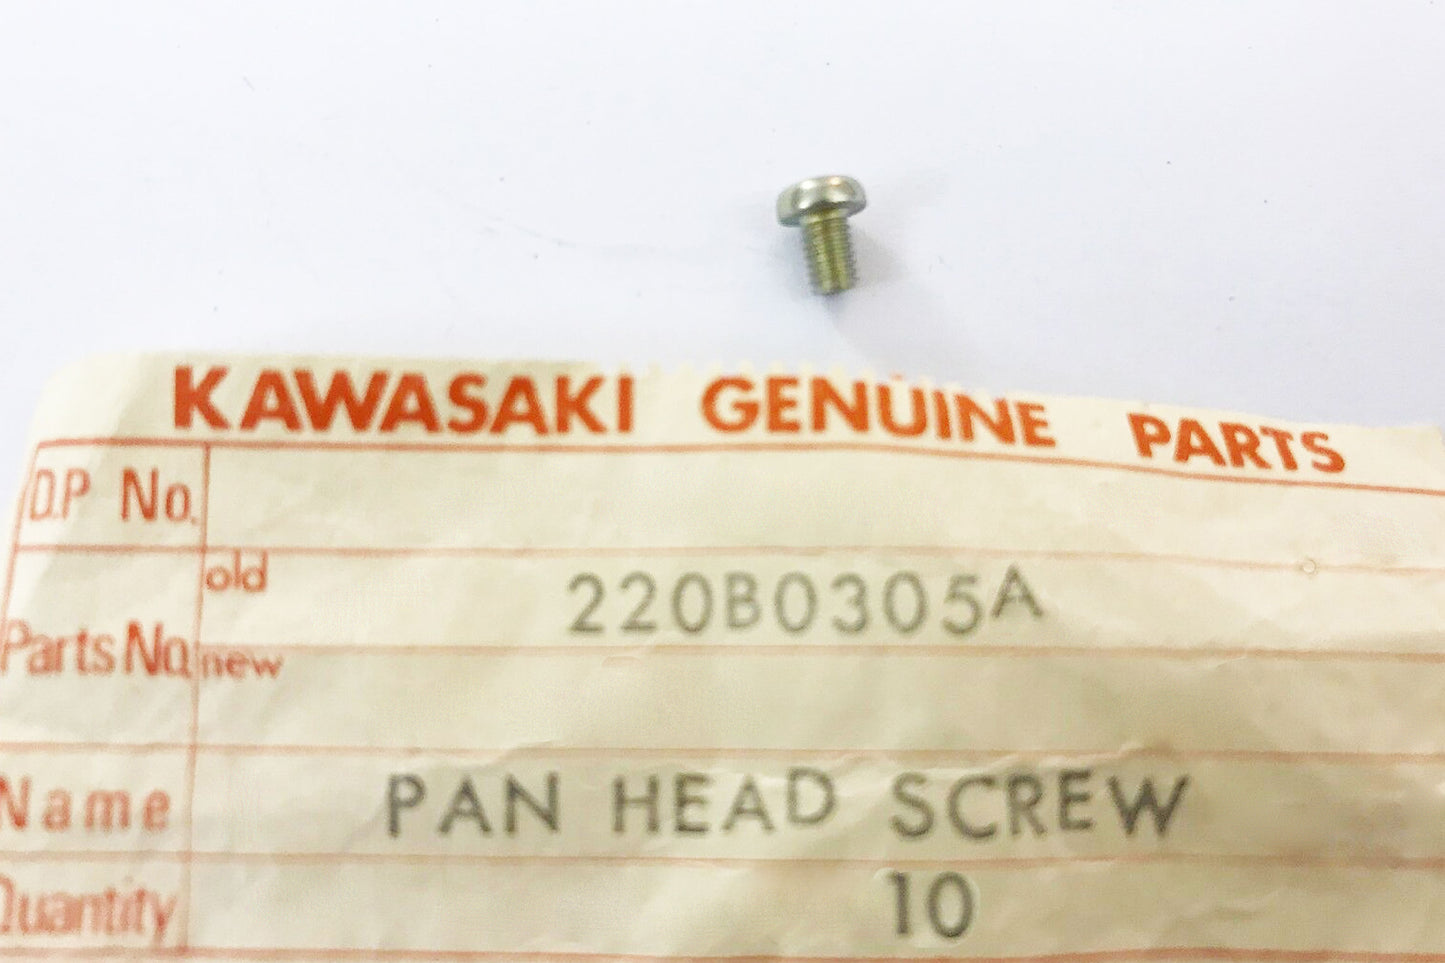 KAWASAKI GENUINE PARTS
D.P No.
old 220B0305A
Parts No. new
Name PAN HEAD SCREW
Quantity 10